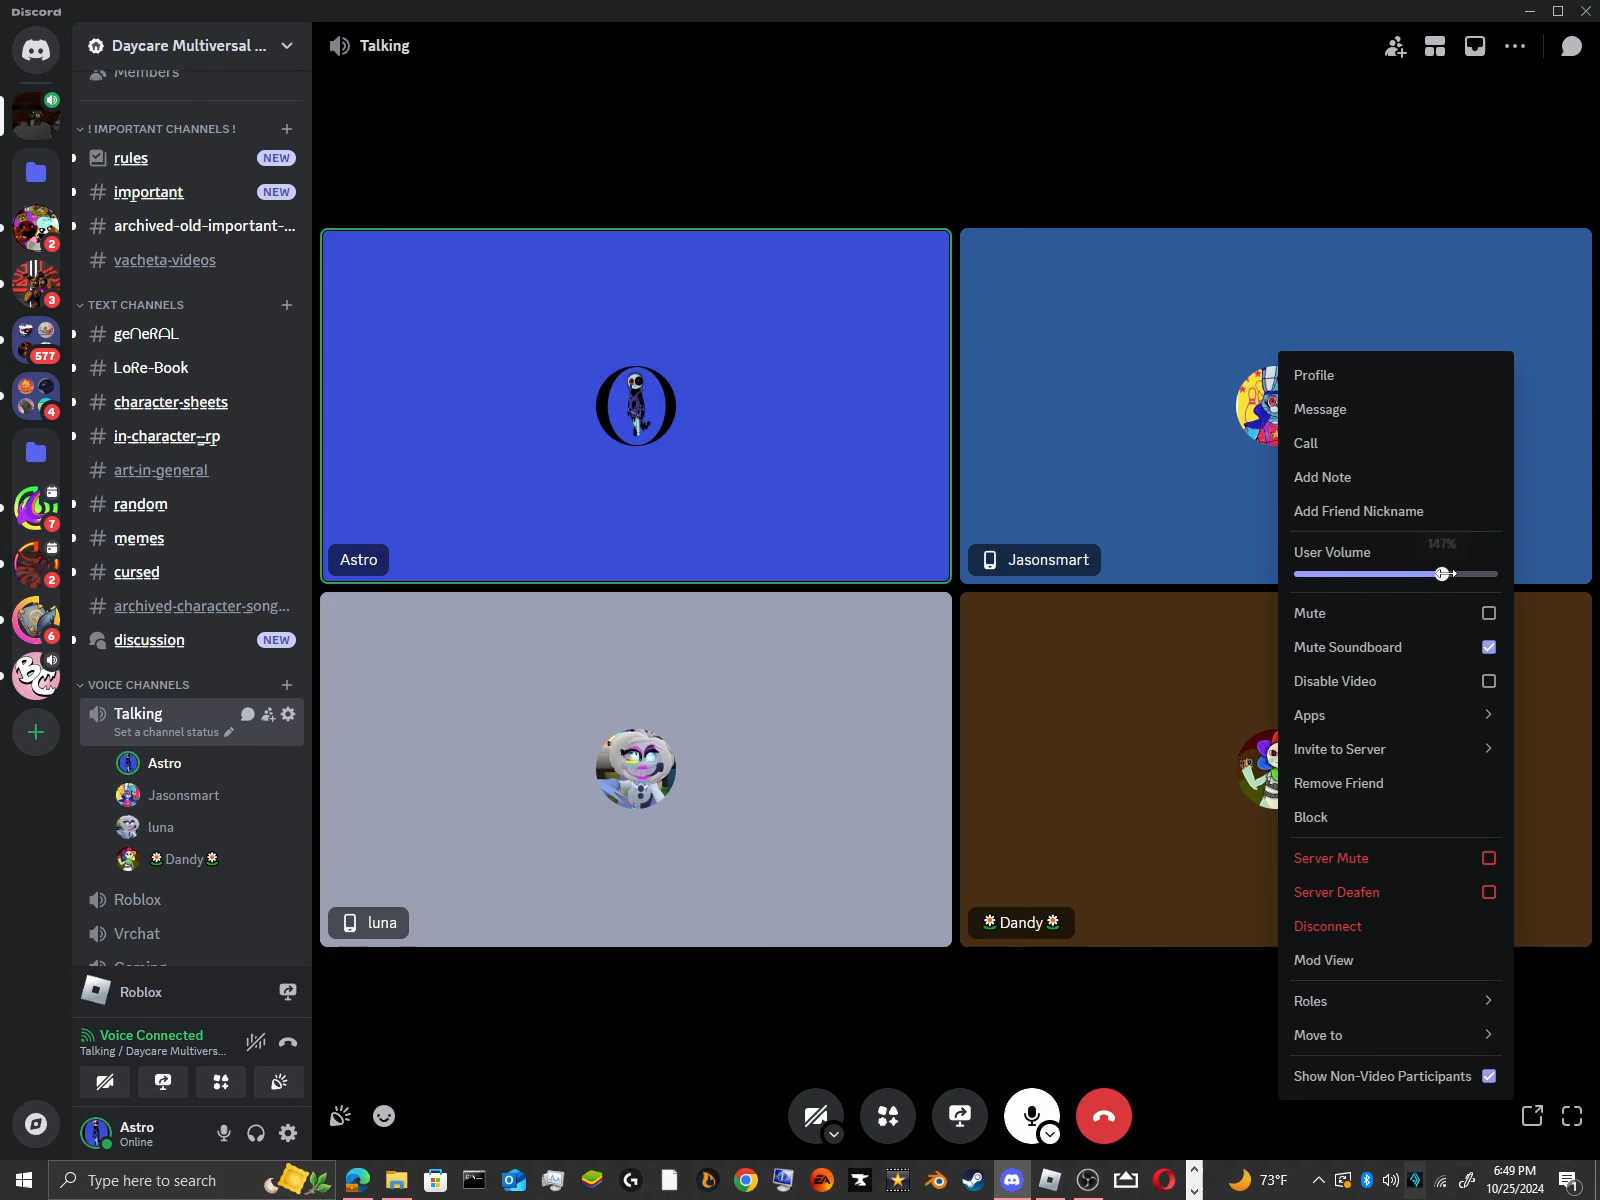 Discord
Daycare Multiversal ...
Members
! IMPORTANT CHANNELS !
rules
NEW
important
NEW
archived-old-important-...
vacheta-videos
TEXT CHANNELS
LoRe-Book
character-sheets
in-character--rp
art-in-general
random
memes
cursed
archived-character-song...
discussion
NEW
VOICE CHANNELS
Talking
Set a channel status
Astro
Jasonsmart
luna
Dandy
Roblox
Vrchat
Gaming
Roblox
Voice Connected
Talking / Daycare Multivers...
Astro
Online
2
3
577
4
7
2
6
Talking
Astro
Jasonsmart
luna
Dandy
Profile
Message
Call
Add Note
Add Friend Nickname
147%
User Volume
Mute
Mute Soundboard
Disable Video
Apps
Invite to Server
Remove Friend
Block
Server Mute
Server Deafen
Disconnect
Mod View
Roles
Move to
Show Non-Video Participants
Type here to search
EA
73°F
6:49 PM
10/25/2024
1